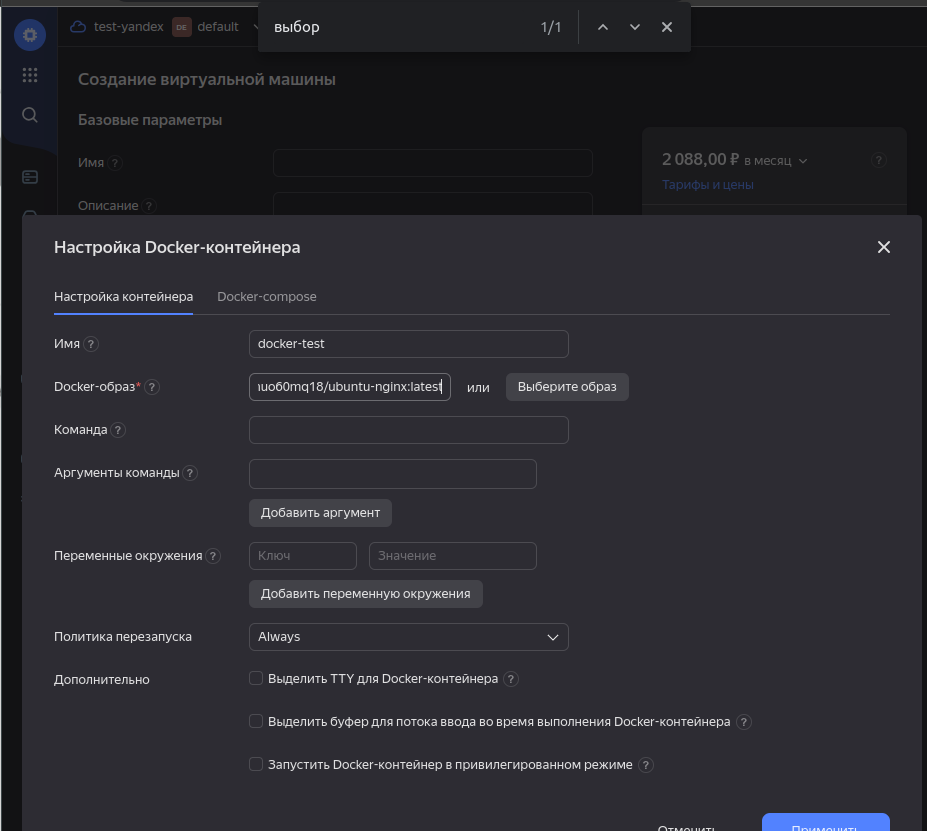 test-yandex DE default
выбор 1/1
Создание виртуальной машины
Базовые параметры
Имя ?
2 088,00 ₽ в месяц ?
Тарифы и цены
Описание ?
Настройка Docker-контейнера
Настройка контейнера Docker-compose
Имя ? docker-test
Docker-образ* ? uo60mq18/ubuntu-nginx:latest или Выберите образ
Команда ?
Аргументы команды ?
Добавить аргумент
Переменные окружения ? Ключ Значение
Добавить переменную окружения
Политика перезапуска Always
Дополнительно Выделить TTY для Docker-контейнера ?
Выделить буфер для потока ввода во время выполнения Docker-контейнера ?
Запустить Docker-контейнер в привилегированном режиме ?
Отменить Применить